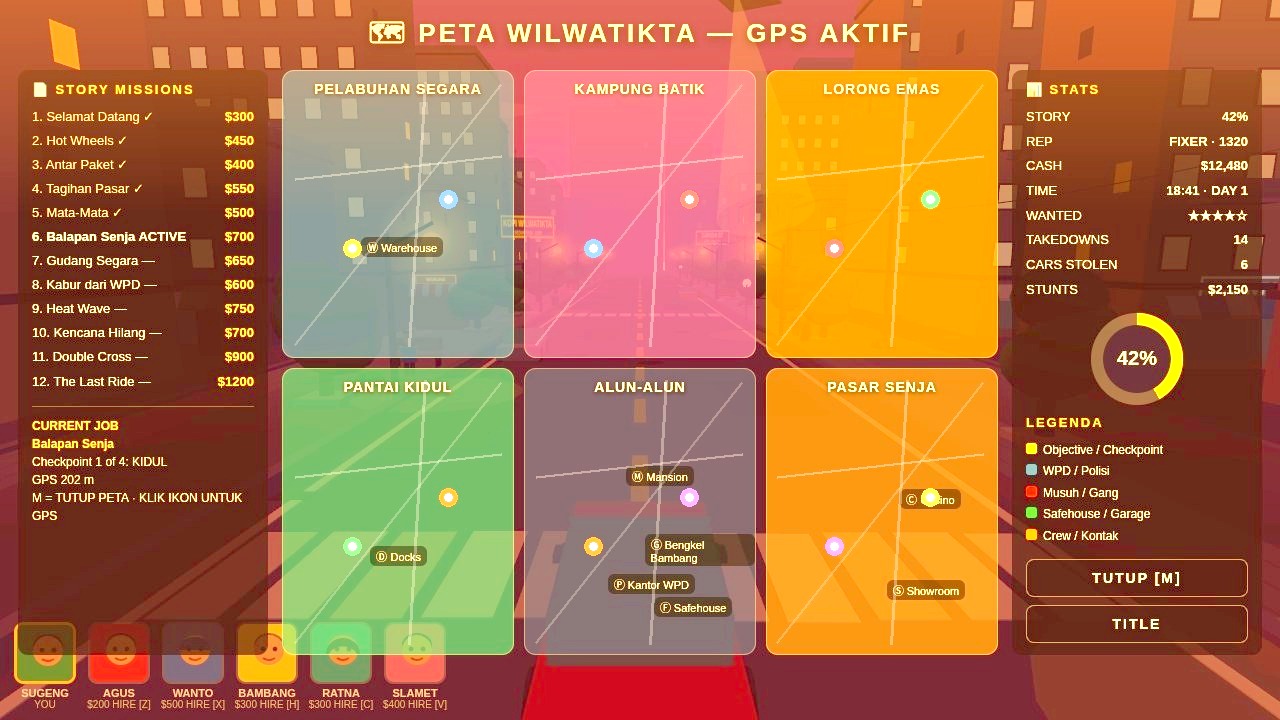 PETA WILWATIKTA — GPS AKTIF
STORY MISSIONS
1. Selamat Datang ✓ $300
2. Hot Wheels ✓ $450
3. Antar Paket ✓ $400
4. Tagihan Pasar ✓ $550
5. Mata-Mata ✓ $500
6. Balapan Senja ACTIVE $700
7. Gudang Segara — $650
8. Kabur dari WPD — $600
9. Heat Wave — $750
10. Kencana Hilang — $700
11. Double Cross — $900
12. The Last Ride — $1200
CURRENT JOB
Balapan Senja
Checkpoint 1 of 4: KIDUL
GPS 202 m
M = TUTUP PETA · KLIK IKON UNTUK
GPS
PELABUHAN SEGARA
Ⓦ Warehouse
KAMPUNG BATIK
KOPI WILWATIKTA
LORONG EMAS
PANTAI KIDUL
Ⓓ Docks
ALUN-ALUN
Ⓜ Mansion
Ⓖ Bengkel
Bambang
Ⓟ Kantor WPD
Ⓕ Safehouse
PASAR SENJA
Ⓢ Showroom
STATS
STORY 42%
REP FIXER · 1320
CASH $12,480
TIME 18:41 · DAY 1
WANTED ★★★★☆
TAKEDOWNS 14
CARS STOLEN 6
STUNTS $2,150
42%
LEGENDA
Objective / Checkpoint
WPD / Polisi
Musuh / Gang
Safehouse / Garage
Crew / Kontak
TUTUP [M]
TITLE
SUGENG
YOU
AGUS
$200 HIRE [Z]
WANTO
$500 HIRE [X]
BAMBANG
$300 HIRE [H]
RATNA
$300 HIRE [C]
SLAMET
$400 HIRE [V]